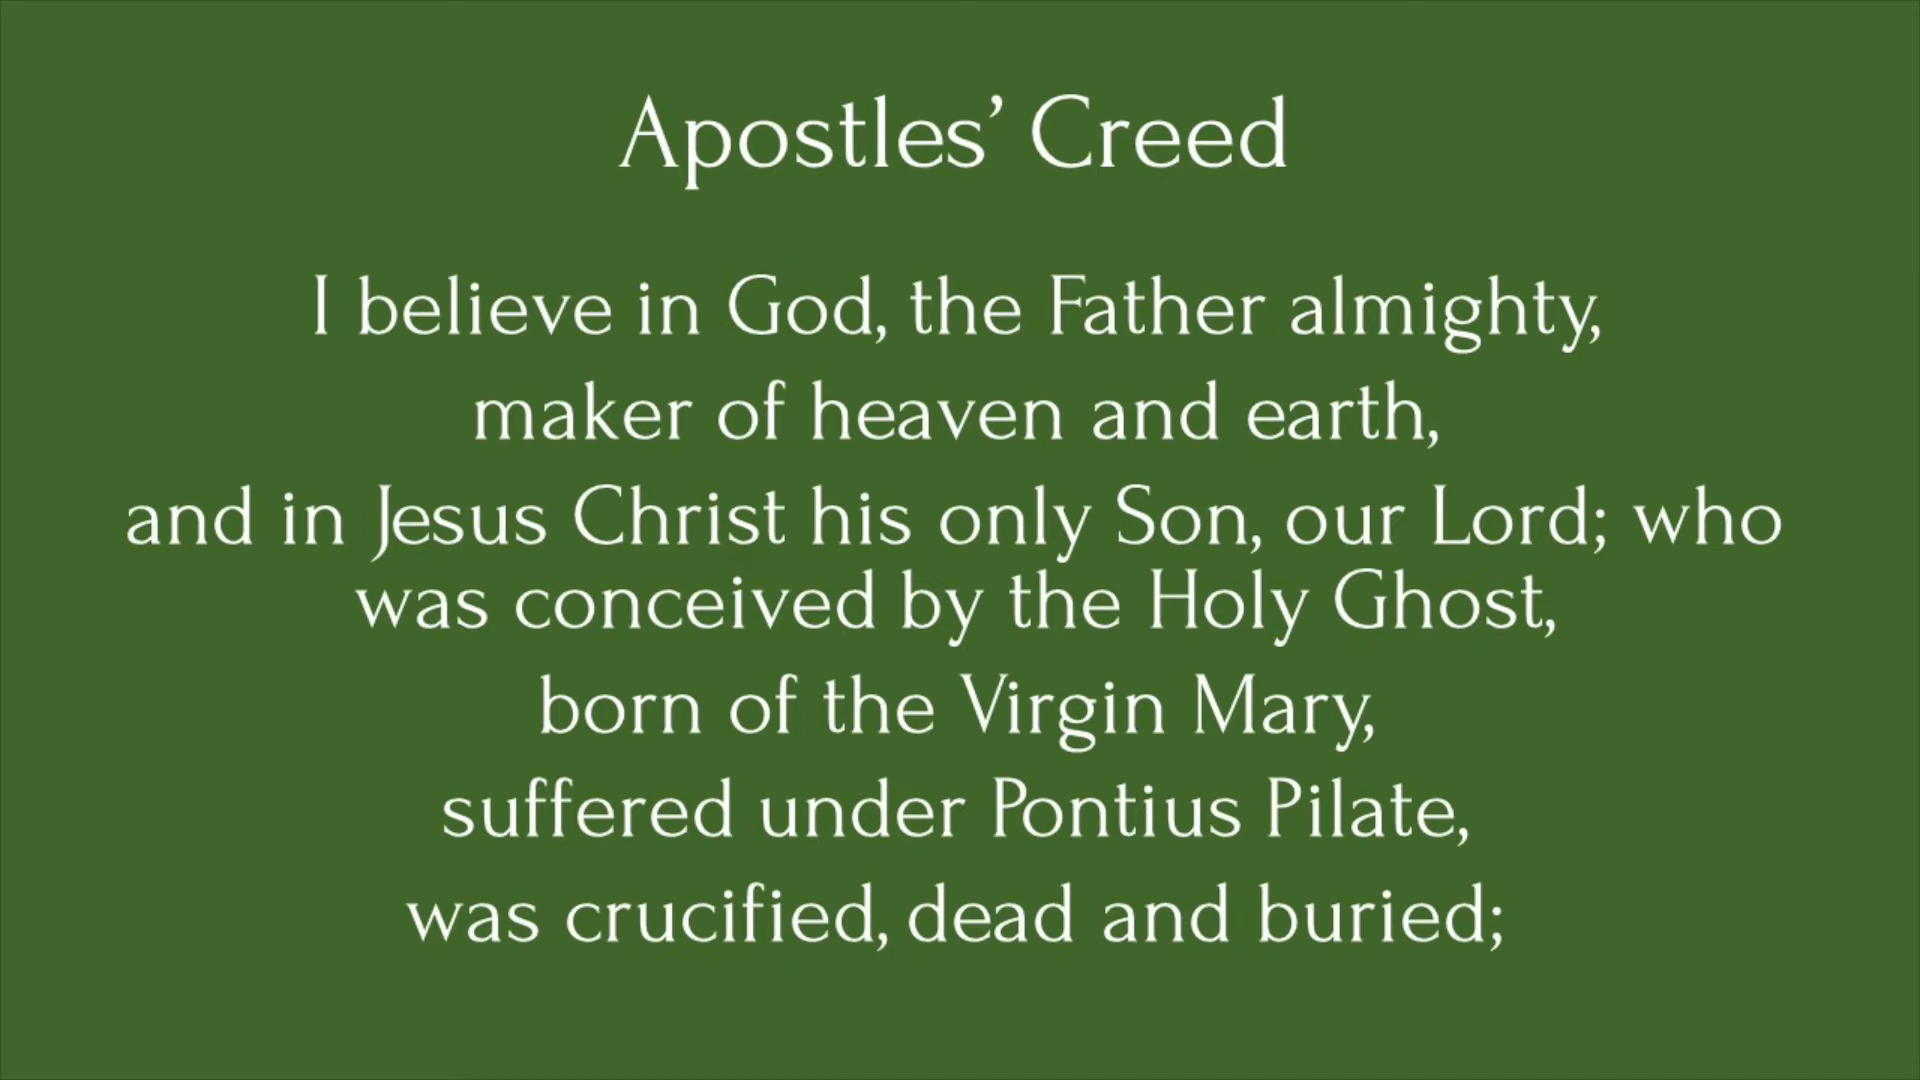 Apostles’ Creed
I believe in God, the Father almighty,
maker of heaven and earth,
and in Jesus Christ his only Son, our Lord; who
was conceived by the Holy Ghost,
born of the Virgin Mary,
suffered under Pontius Pilate,
was crucified, dead and buried;